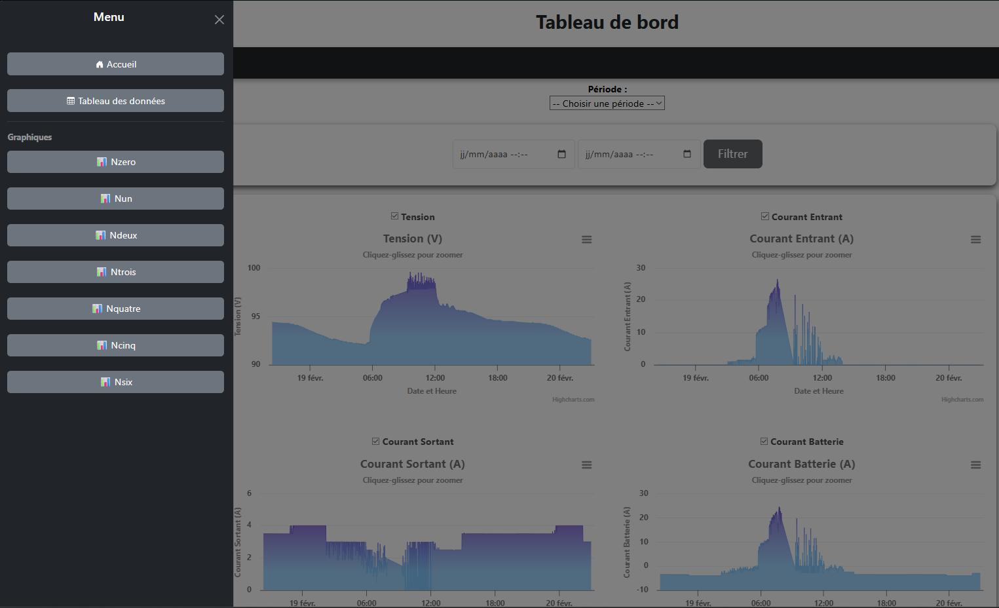 Menu
Accueil
Tableau des données
Graphiques
Nzero
Nun
Ndeux
Ntrois
Nquatre
Ncinq
Nsix
Tableau de bord
Période :
-- Choisir une période --
jj/mm/aaaa --:--
jj/mm/aaaa --:--
Filtrer
Tension
Tension (V)
Cliquez-glissez pour zoomer
Tension (V)
100
95
90
19 févr.
06:00
12:00
18:00
20 févr.
Date et Heure
Highcharts.com
Courant Entrant
Courant Entrant (A)
Cliquez-glissez pour zoomer
Courant Entrant (A)
30
20
10
0
19 févr.
06:00
12:00
18:00
20 févr.
Date et Heure
Highcharts.com
Courant Sortant
Courant Sortant (A)
Cliquez-glissez pour zoomer
Courant Sortant (A)
6
4
2
0
19 févr.
06:00
12:00
18:00
20 févr.
Courant Batterie
Courant Batterie (A)
Cliquez-glissez pour zoomer
Courant Batterie (A)
30
20
10
0
-10
19 févr.
06:00
12:00
18:00
20 févr.